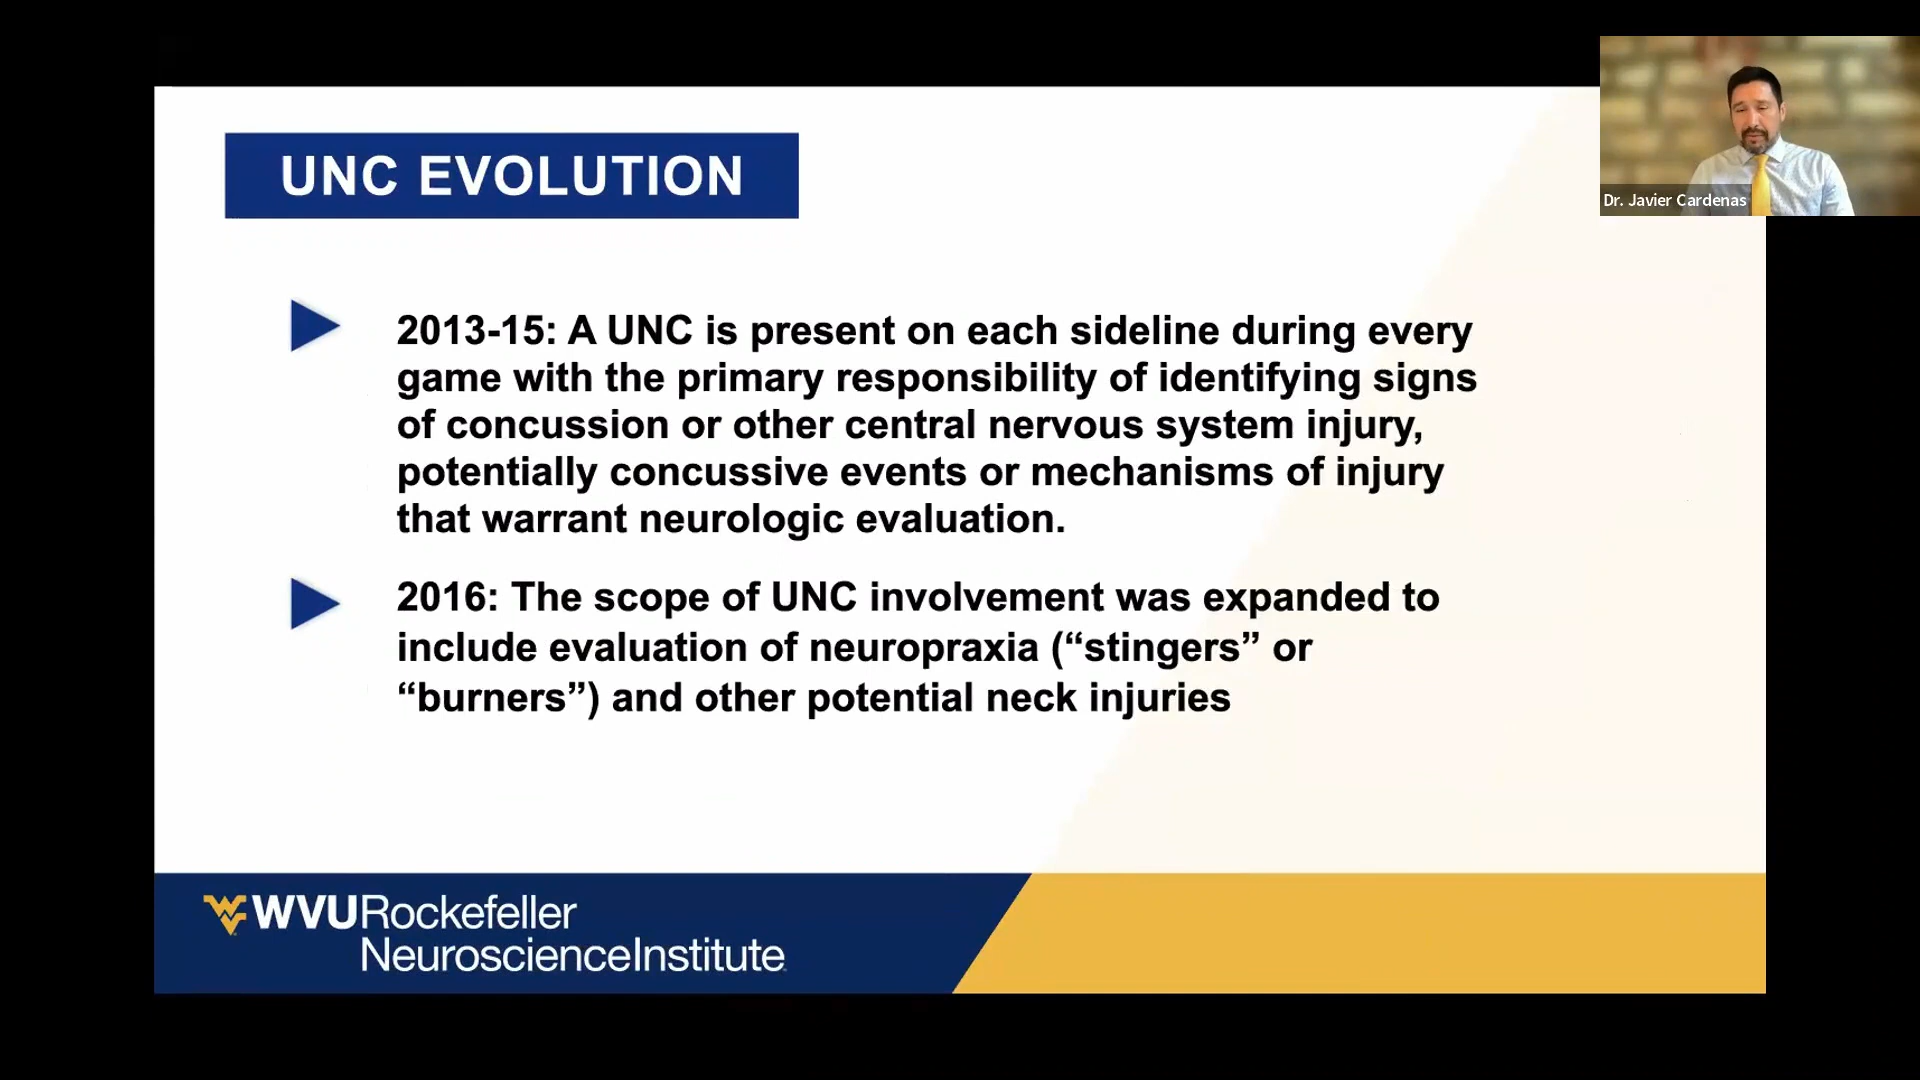 UNC EVOLUTION
Dr. Javier Cardenas
2013-15: A UNC is present on each sideline during every
game with the primary responsibility of identifying signs
of concussion or other central nervous system injury,
potentially concussive events or mechanisms of injury
that warrant neurologic evaluation.
2016: The scope of UNC involvement was expanded to
include evaluation of neuropraxia (“stingers” or
“burners”) and other potential neck injuries
WVURockefeller
NeuroscienceInstitute